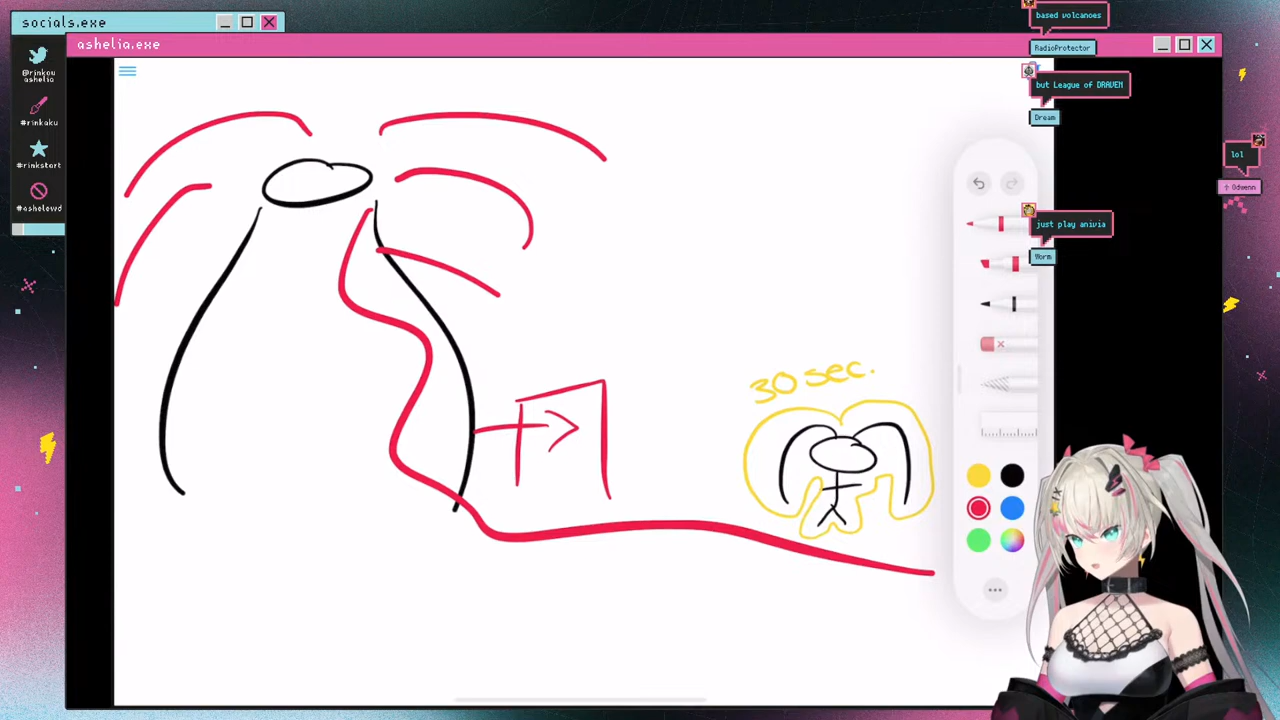 socials.exe
ashelia.exe
@rinkou
ashelia
#rinkaku
#rinkstart
#ashelewd
based volcanoes
RadioProtector
but League of DRAVEN
Dream
lol
Odwenn
just play anivia
Worm
30 sec.